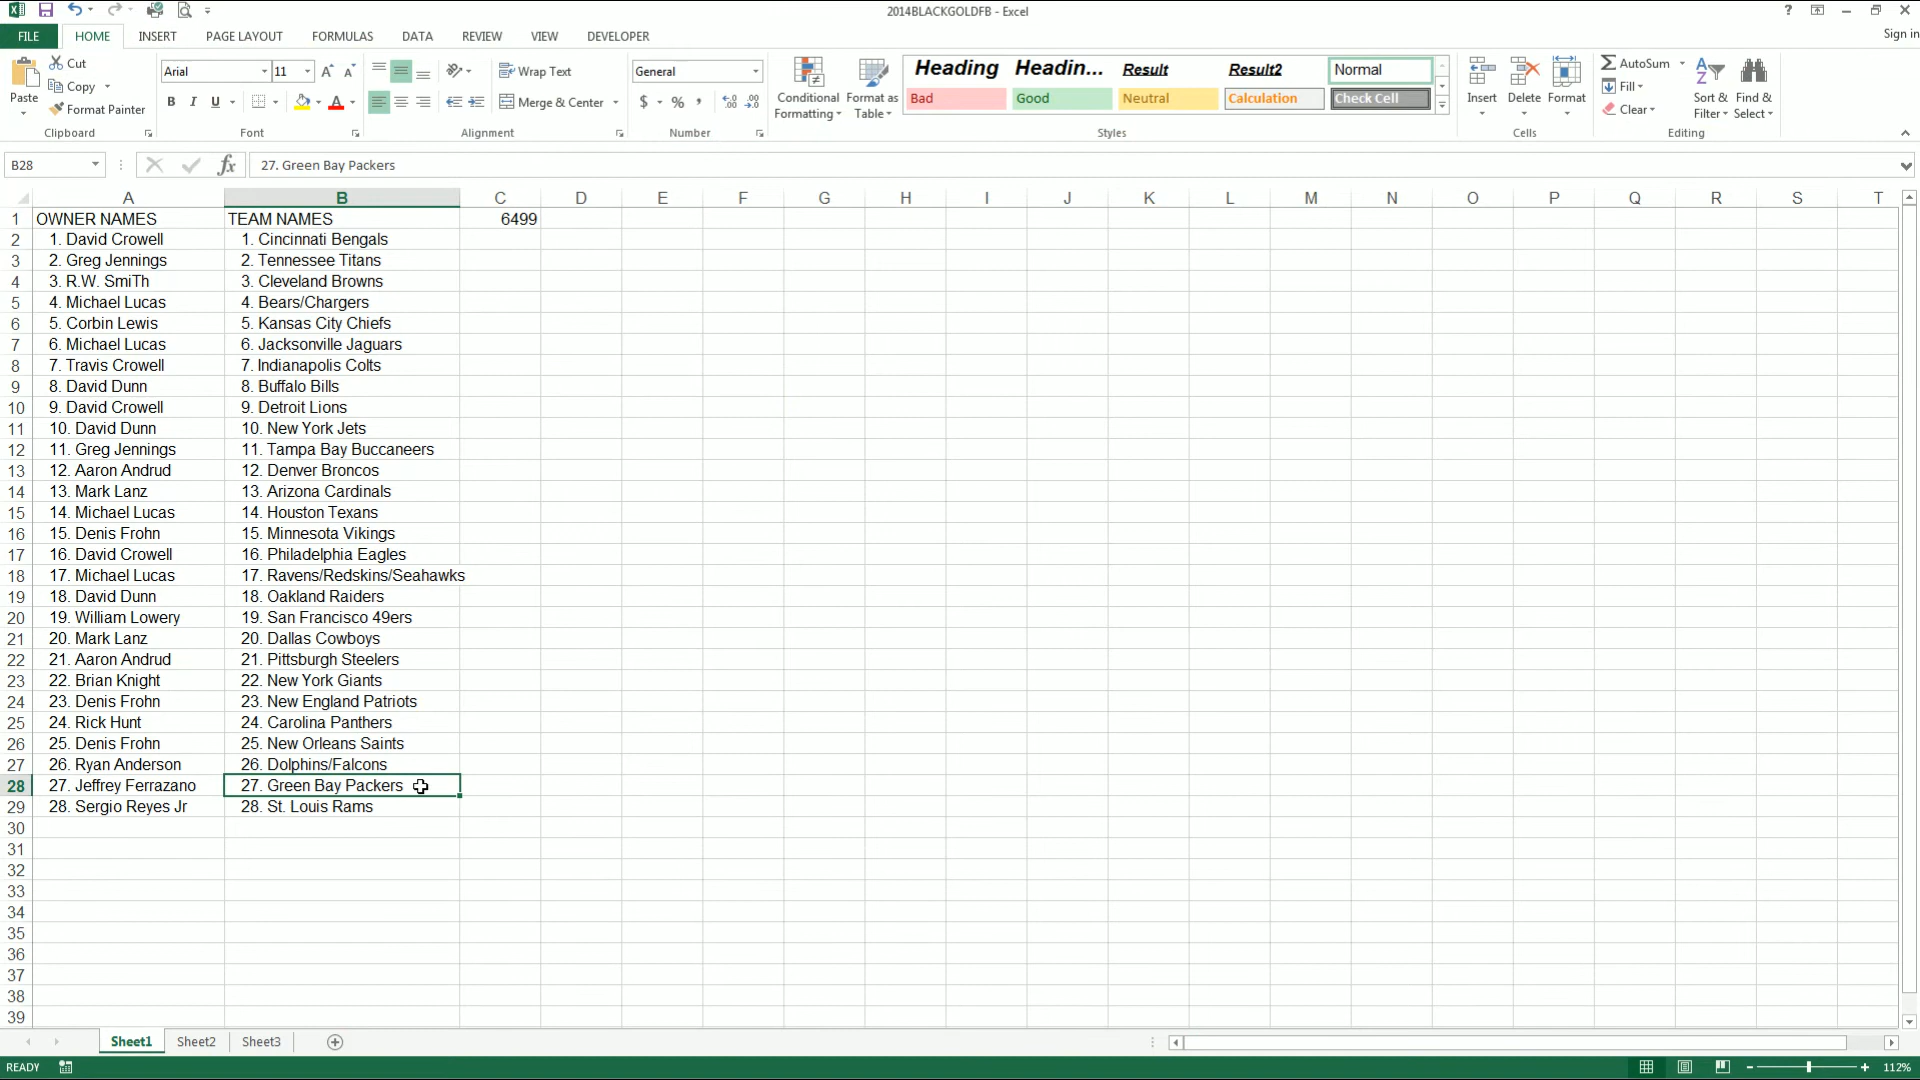 2014BLACKGOLDFB - Excel
?
FILE HOME INSERT PAGE LAYOUT FORMULAS DATA REVIEW VIEW DEVELOPER Sign in
Paste Cut Copy Format Painter Clipboard
Arial 11 B I U Font
Wrap Text Merge & Center Alignment
General $ % , Number
Conditional Formatting Format as Table
Heading Headin... Result Result2 Normal
Bad Good Neutral Calculation Check Cell
Styles
Insert Delete Format Cells
AutoSum Fill Clear Sort & Filter Find & Select Editing
B28 fx 27. Green Bay Packers
A B C D E F G H I J K L M N O P Q R S T
1 OWNER NAMES TEAM NAMES 6499
2 1. David Crowell 1. Cincinnati Bengals
3 2. Greg Jennings 2. Tennessee Titans
4 3. R.W. SmiTh 3. Cleveland Browns
5 4. Michael Lucas 4. Bears/Chargers
6 5. Corbin Lewis 5. Kansas City Chiefs
7 6. Michael Lucas 6. Jacksonville Jaguars
8 7. Travis Crowell 7. Indianapolis Colts
9 8. David Dunn 8. Buffalo Bills
10 9. David Crowell 9. Detroit Lions
11 10. David Dunn 10. New York Jets
12 11. Greg Jennings 11. Tampa Bay Buccaneers
13 12. Aaron Andrud 12. Denver Broncos
14 13. Mark Lanz 13. Arizona Cardinals
15 14. Michael Lucas 14. Houston Texans
16 15. Denis Frohn 15. Minnesota Vikings
17 16. David Crowell 16. Philadelphia Eagles
18 17. Michael Lucas 17. Ravens/Redskins/Seahawks
19 18. David Dunn 18. Oakland Raiders
20 19. William Lowery 19. San Francisco 49ers
21 20. Mark Lanz 20. Dallas Cowboys
22 21. Aaron Andrud 21. Pittsburgh Steelers
23 22. Brian Knight 22. New York Giants
24 23. Denis Frohn 23. New England Patriots
25 24. Rick Hunt 24. Carolina Panthers
26 25. Denis Frohn 25. New Orleans Saints
27 26. Ryan Anderson 26. Dolphins/Falcons
28 27. Jeffrey Ferrazano 27. Green Bay Packers
29 28. Sergio Reyes Jr 28. St. Louis Rams
30
31
32
33
34
35
36
37
38
39
Sheet1 Sheet2 Sheet3
READY 112%